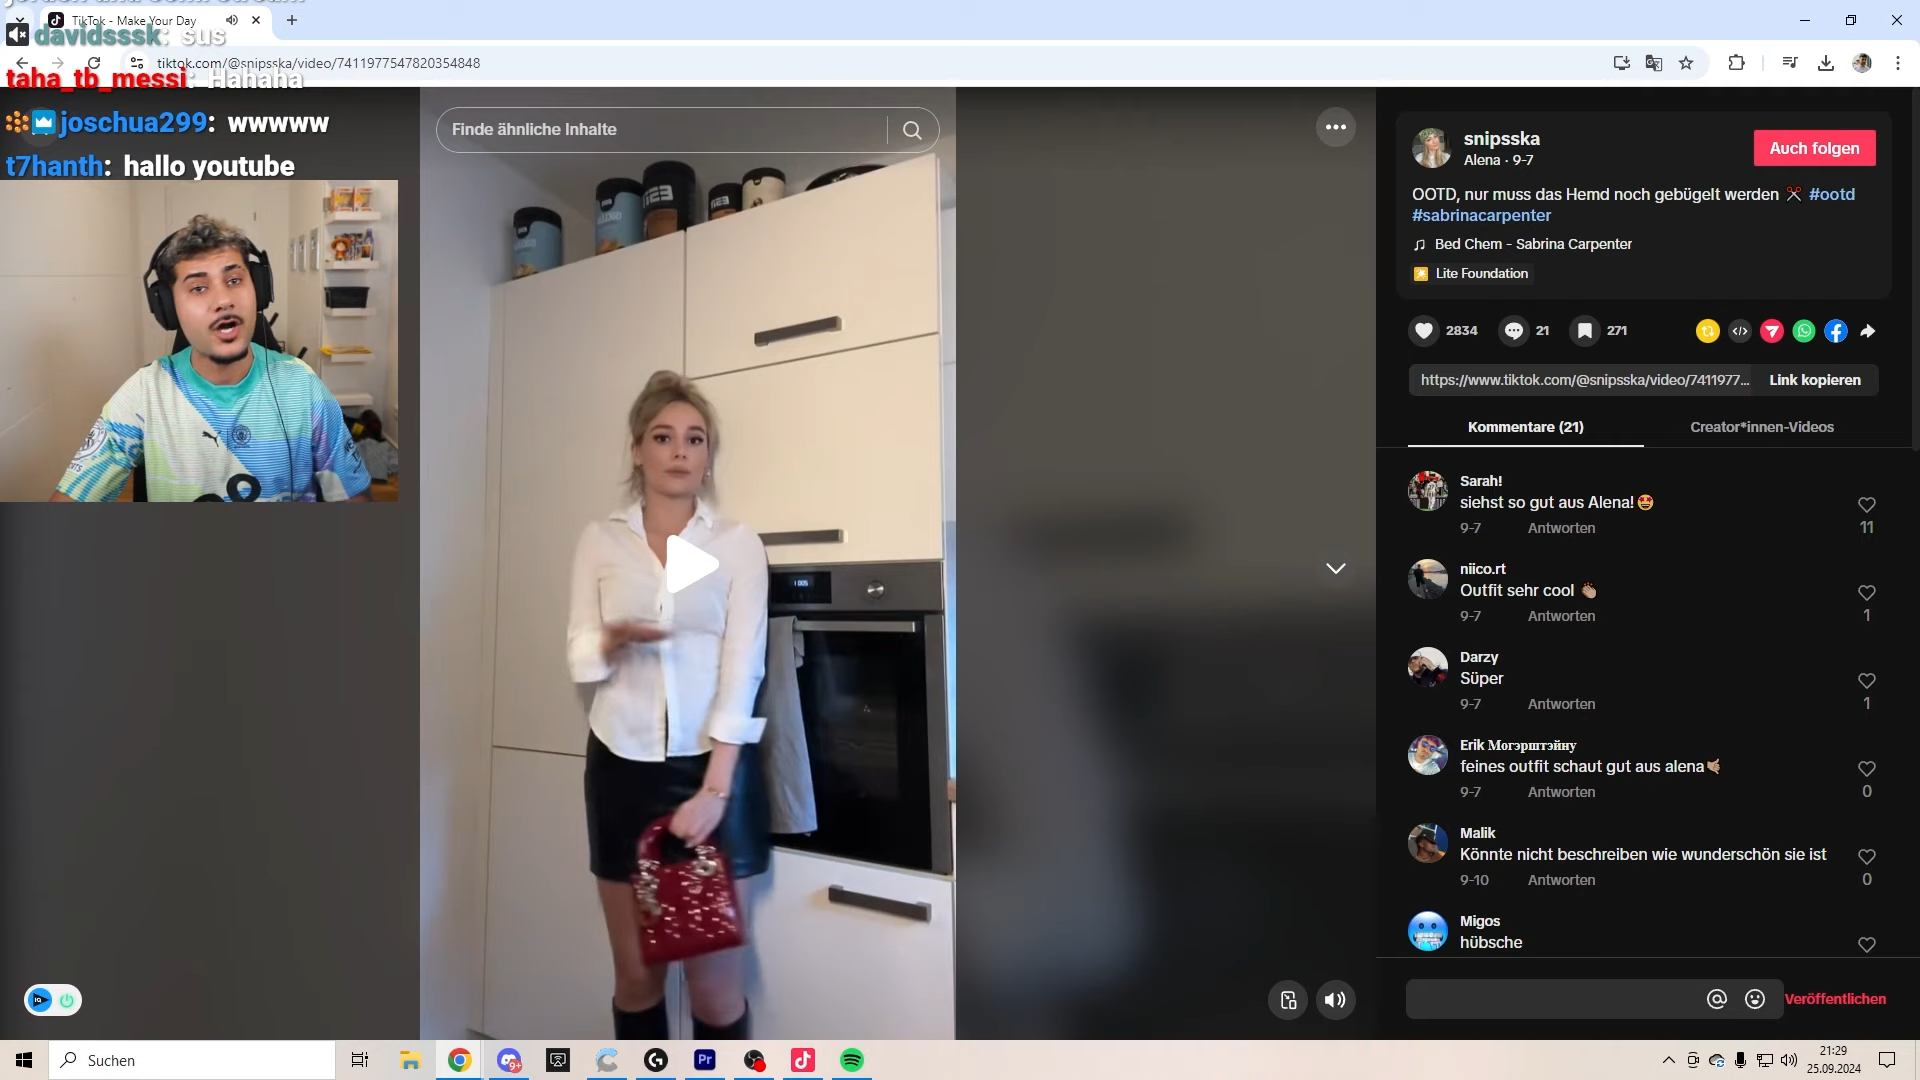 TikTok - Make Your Day
davidsssk: sus
tiktok.com/@snipsska/video/7411977547820354848
taha_tb_messi: Hahaha
joschua299: wwwww
t7hanth: hallo youtube
Finde ähnliche Inhalte
snipsska
Alena · 9-7
Auch folgen
OOTD, nur muss das Hemd noch gebügelt werden ✂️ #ootd
#sabrinacarpenter
Bed Chem - Sabrina Carpenter
Lite Foundation
2834
21
271
https://www.tiktok.com/@snipsska/video/7411977...
Link kopieren
Kommentare (21)
Creator*innen-Videos
Sarah!
siehst so gut aus Alena!🤩
9-7 Antworten
11
niico.rt
Outfit sehr cool 👏🏽
9-7 Antworten
1
Darzy
Süper
9-7 Antworten
1
Erik Могэрштэйну
feines outfit schaut gut aus alena🤙🏽
9-7 Antworten
0
Malik
Könnte nicht beschreiben wie wunderschön sie ist
9-10 Antworten
0
Migos
hübsche
Veröffentlichen
Suchen
9+
Pr
21:29
25.09.2024